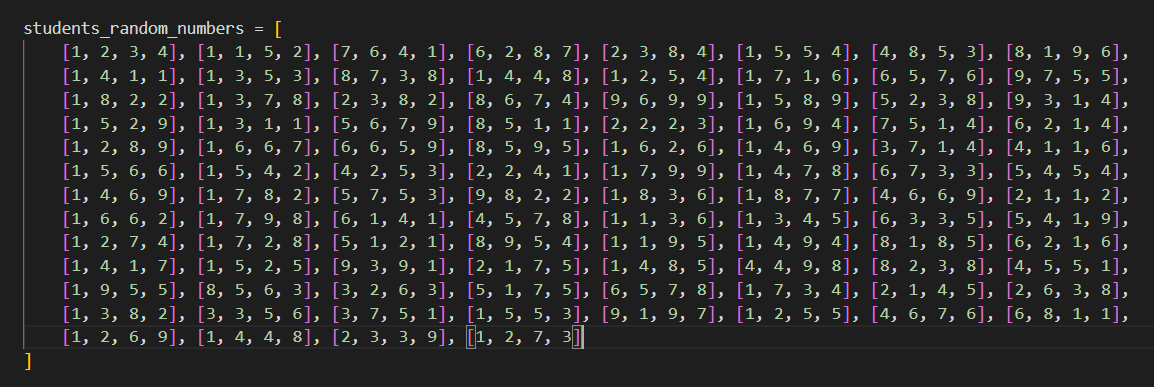 students_random_numbers = [
[1, 2, 3, 4], [1, 1, 5, 2], [7, 6, 4, 1], [6, 2, 8, 7], [2, 3, 8, 4], [1, 5, 5, 4], [4, 8, 5, 3], [8, 1, 9, 6],
[1, 4, 1, 1], [1, 3, 5, 3], [8, 7, 3, 8], [1, 4, 4, 8], [1, 2, 5, 4], [1, 7, 1, 6], [6, 5, 7, 6], [9, 7, 5, 5],
[1, 8, 2, 2], [1, 3, 7, 8], [2, 3, 8, 2], [8, 6, 7, 4], [9, 6, 9, 9], [1, 5, 8, 9], [5, 2, 3, 8], [9, 3, 1, 4],
[1, 5, 2, 9], [1, 3, 1, 1], [5, 6, 7, 9], [8, 5, 1, 1], [2, 2, 2, 3], [1, 6, 9, 4], [7, 5, 1, 4], [6, 2, 1, 4],
[1, 2, 8, 9], [1, 6, 6, 7], [6, 6, 5, 9], [8, 5, 9, 5], [1, 6, 2, 6], [1, 4, 6, 9], [3, 7, 1, 4], [4, 1, 1, 6],
[1, 5, 6, 6], [1, 5, 4, 2], [4, 2, 5, 3], [2, 2, 4, 1], [1, 7, 9, 9], [1, 4, 7, 8], [6, 7, 3, 3], [5, 4, 5, 4],
[1, 4, 6, 9], [1, 7, 8, 2], [5, 7, 5, 3], [9, 8, 2, 2], [1, 8, 3, 6], [1, 8, 7, 7], [4, 6, 6, 9], [2, 1, 1, 2],
[1, 6, 6, 2], [1, 7, 9, 8], [6, 1, 4, 1], [4, 5, 7, 8], [1, 1, 3, 6], [1, 3, 4, 5], [6, 3, 3, 5], [5, 4, 1, 9],
[1, 2, 7, 4], [1, 7, 2, 8], [5, 1, 2, 1], [8, 9, 5, 4], [1, 1, 9, 5], [1, 4, 9, 4], [8, 1, 8, 5], [6, 2, 1, 6],
[1, 4, 1, 7], [1, 5, 2, 5], [9, 3, 9, 1], [2, 1, 7, 5], [1, 4, 8, 5], [4, 4, 9, 8], [8, 2, 3, 8], [4, 5, 5, 1],
[1, 9, 5, 5], [8, 5, 6, 3], [3, 2, 6, 3], [5, 1, 7, 5], [6, 5, 7, 8], [1, 7, 3, 4], [2, 1, 4, 5], [2, 6, 3, 8],
[1, 3, 8, 2], [3, 3, 5, 6], [3, 7, 5, 1], [1, 5, 5, 3], [9, 1, 9, 7], [1, 2, 5, 5], [4, 6, 7, 6], [6, 8, 1, 1],
[1, 2, 6, 9], [1, 4, 4, 8], [2, 3, 3, 9], [1, 2, 7, 3]
]